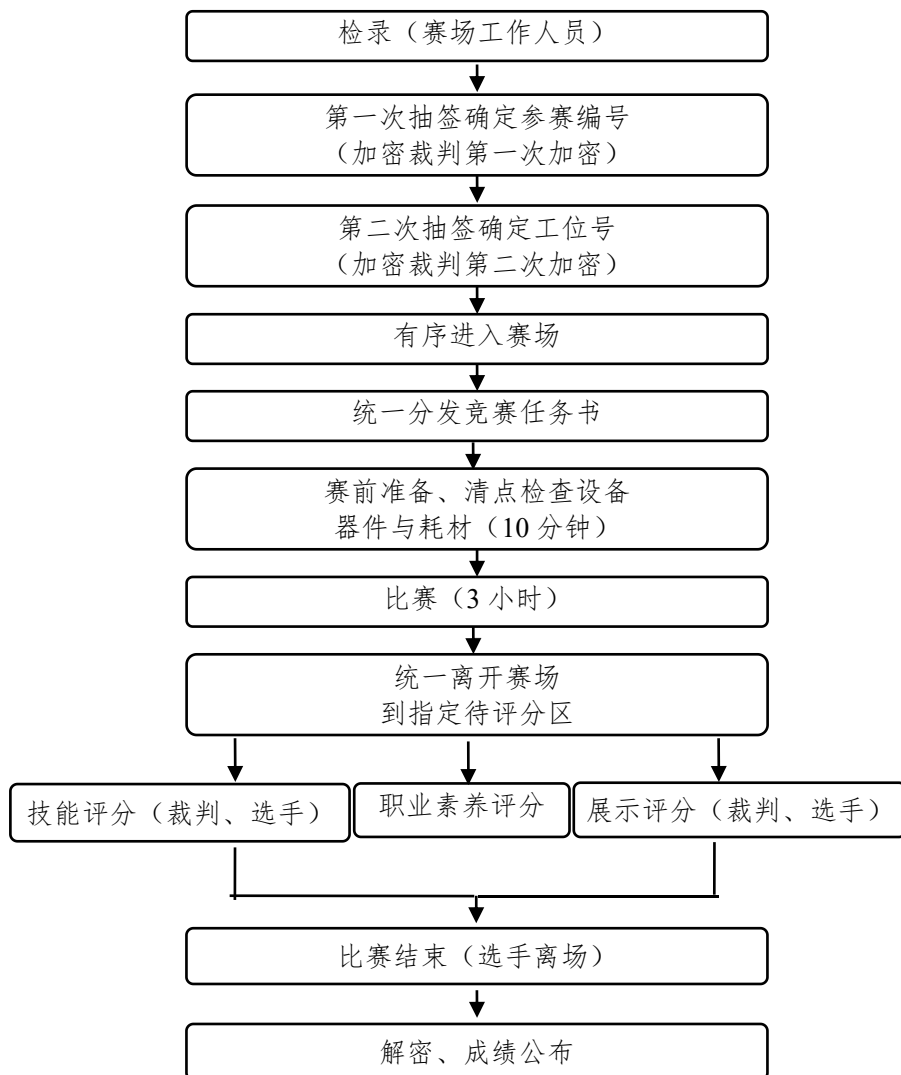 检录（赛场工作人员）
第一次抽签确定参赛编号
（加密裁判第一次加密）
第二次抽签确定工位号
（加密裁判第二次加密）
有序进入赛场
统一分发竞赛任务书
赛前准备、清点检查设备
器件与耗材（10 分钟）
比赛（3 小时）
统一离开赛场
到指定待评分区
技能评分（裁判、选手）
职业素养评分
展示评分（裁判、选手）
比赛结束（选手离场）
解密、成绩公布